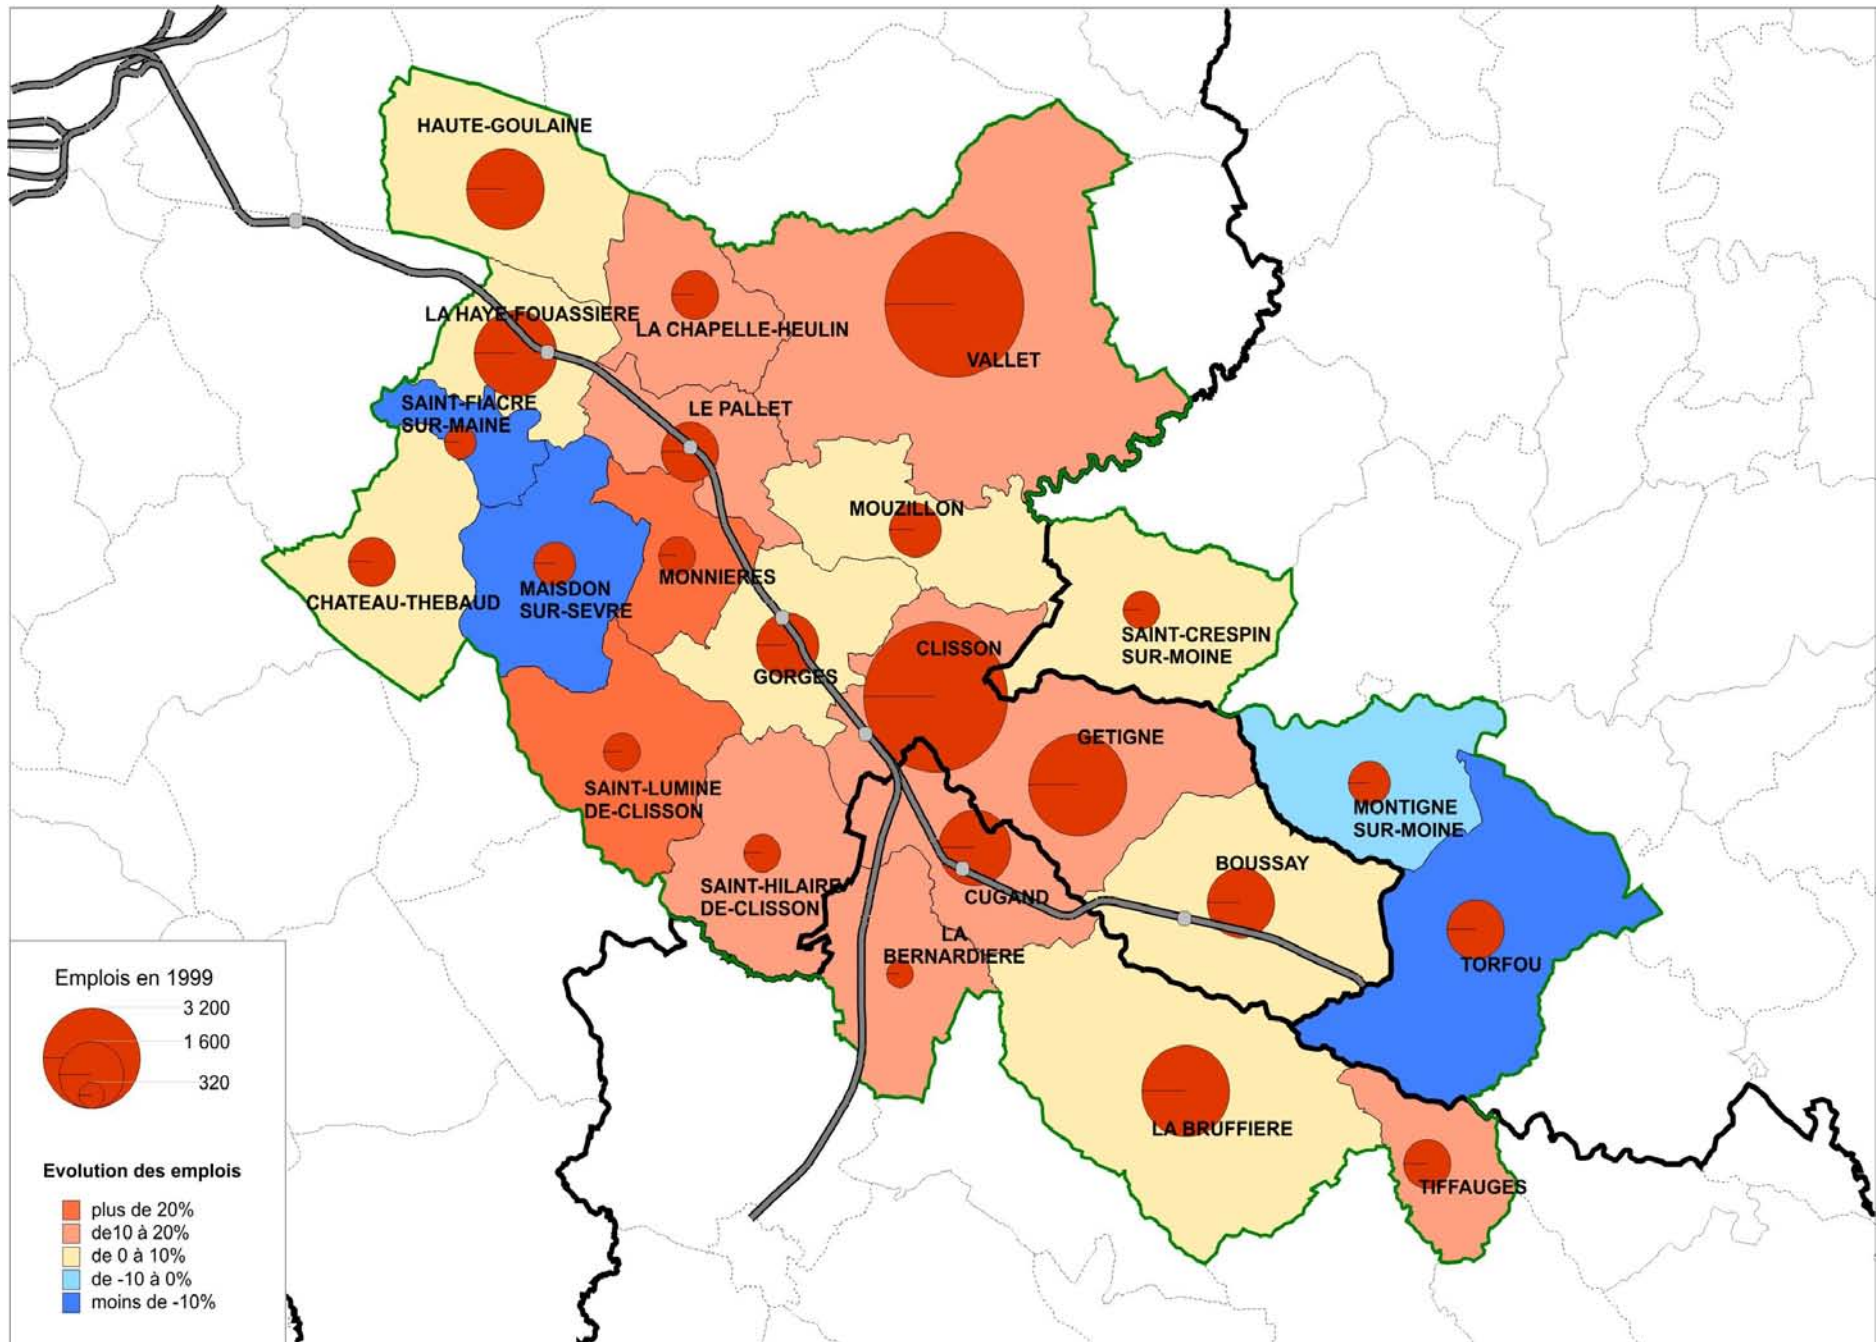 HAUTE-GOULAINE
LA HAYE-FOUASSIERE
LA CHAPELLE-HEULIN
VALLET
SAINT-FIACRE
SUR-MAINE
LE PALLET
MOUZILLON
CHATEAU-THEBAUD
MAISDON
SUR-SEVRE
MONNIERES
SAINT-CRESPIN
SUR-MOINE
CLISSON
GORGES
GETIGNE
SAINT-LUMINE
DE-CLISSON
MONTIGNE
SUR-MOINE
SAINT-HILAIRE
DE-CLISSON
CUGAND
BOUSSAY
LA
BERNARDIERE
TORFOU
LA BRUFFIERE
TIFFAUGES
Emplois en 1999
3 200
1 600
320
Evolution des emplois
plus de 20%
de10 à 20%
de 0 à 10%
de -10 à 0%
moins de -10%